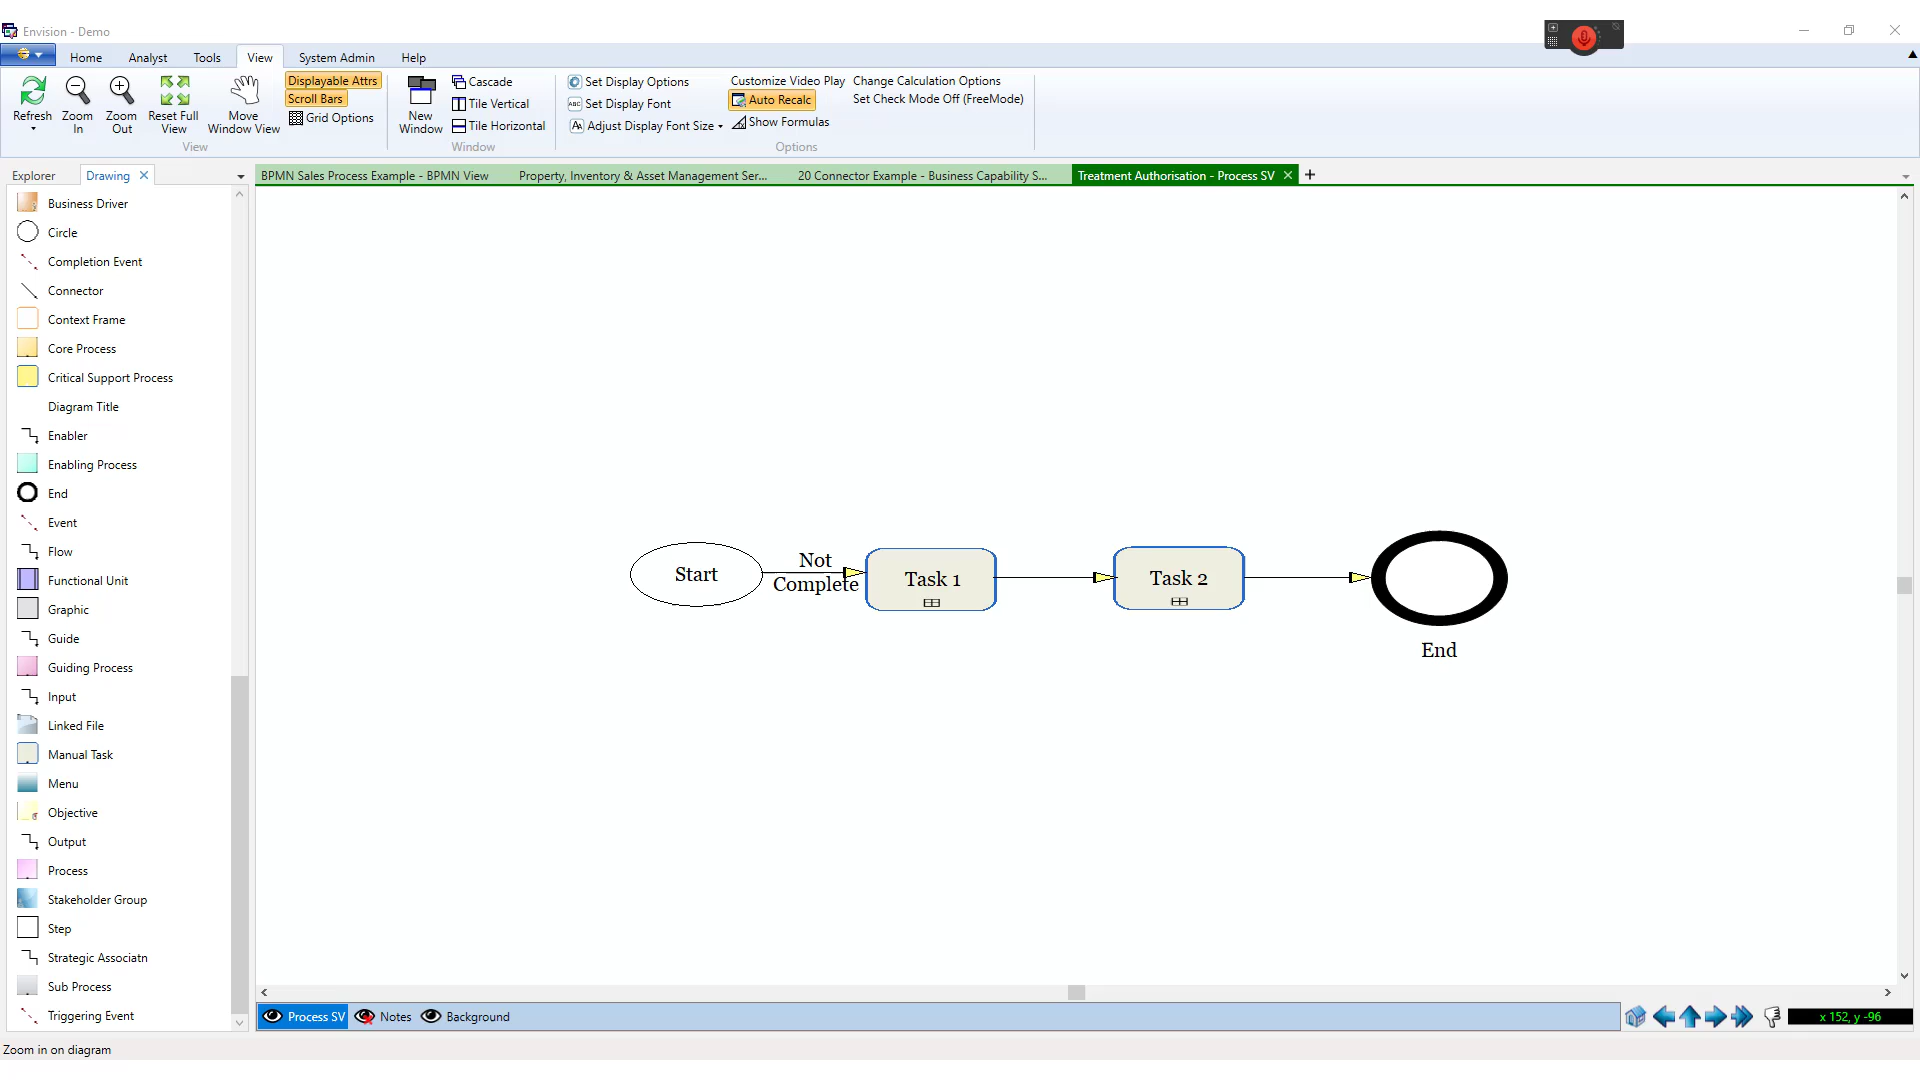 Envision - Demo
Home Analyst Tools View System Admin Help
Refresh
Zoom In
Zoom Out
Reset Full View
Move Window View
Displayable Attrs
Scroll Bars
Grid Options
View
New Window
Cascade
Tile Vertical
Tile Horizontal
Window
Set Display Options
ABC Set Display Font
AA Adjust Display Font Size
Customize Video Play
Auto Recalc
Show Formulas
Change Calculation Options
Set Check Mode Off (FreeMode)
Options
Explorer Drawing
BPMN Sales Process Example - BPMN View
Property, Inventory & Asset Management Ser...
20 Connector Example - Business Capability S...
Treatment Authorisation - Process SV
Business Driver
Circle
Completion Event
Connector
Context Frame
Core Process
Critical Support Process
Diagram Title
Enabler
Enabling Process
End
Event
Flow
Functional Unit
Graphic
Guide
Guiding Process
Input
Linked File
Manual Task
Menu
Objective
Output
Process
Stakeholder Group
Step
Strategic Associatn
Sub Process
Triggering Event
Start
Not
Complete
Task 1
Task 2
End
Process SV Notes Background
x 152, y -96
Zoom in on diagram